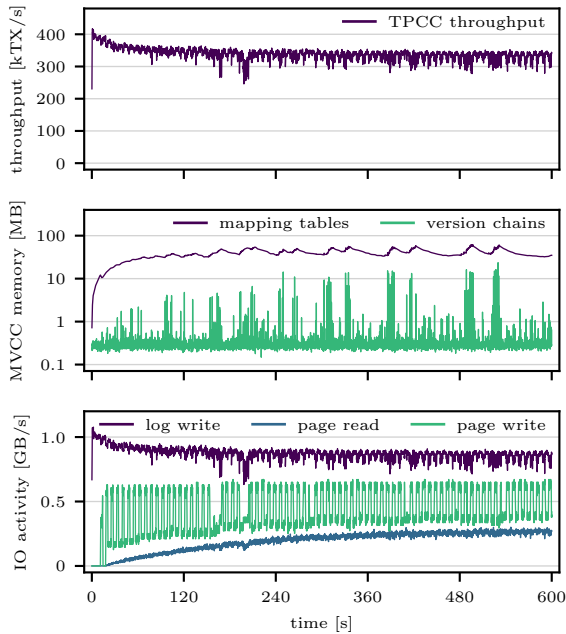 throughput [kTX/s]
400
300
200
100
0
TPCC throughput
MVCC memory [MB]
100
10
1
0.1
mapping tables
version chains
IO activity [GB/s]
1.0
0.5
0
log write
page read
page write
0
120
240
360
480
600
time [s]